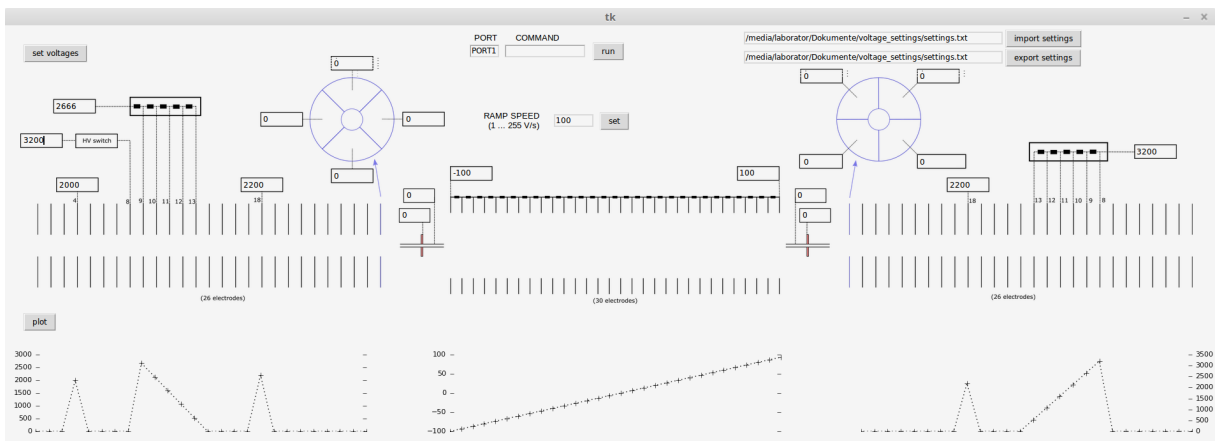 tk
set voltages
PORT COMMAND
PORT1
run
/media/laborator/Dokumente/voltage_settings/settings.txt
import settings
/media/laborator/Dokumente/voltage_settings/settings.txt
export settings
0
0
0
2666
RAMP SPEED
(1 ... 255 V/s)
100
set
0
0
3200
HV switch
0
0
3200
0
-100
100
2000
2200
2200
0
0
0
0
4
8 9 10 11 12 13
18
18
13 12 11 10 9 8
(26 electrodes)
(30 electrodes)
(26 electrodes)
plot
3000
2500
2000
1500
1000
500
0
100
50
0
−50
−100
3500
3000
2500
2000
1500
1000
500
0